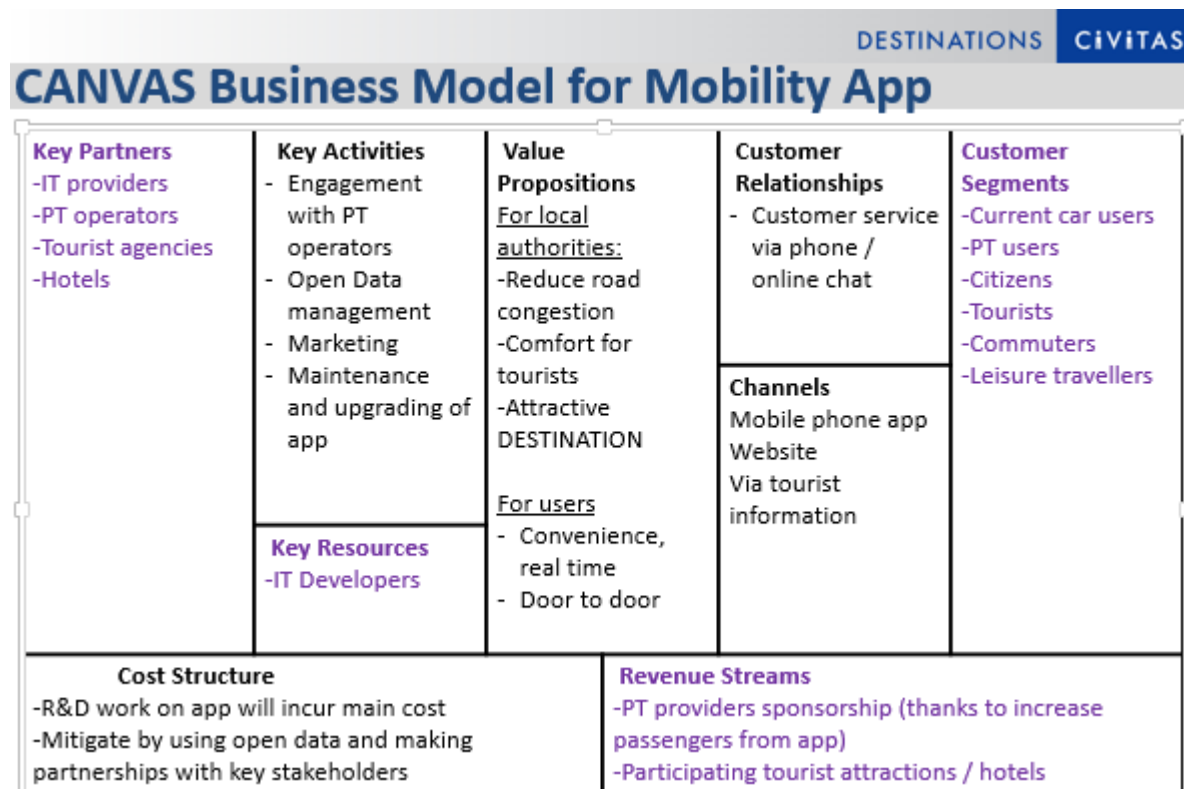 DESTINATIONS
CiViTAS
CANVAS Business Model for Mobility App
Key Partners
-IT providers
-PT operators
-Tourist agencies
-Hotels
Key Activities
- Engagement
with PT
operators
- Open Data
management
- Marketing
- Maintenance
and upgrading of
app
Key Resources
-IT Developers
Value
Propositions
For local
authorities:
-Reduce road
congestion
-Comfort for
tourists
-Attractive
DESTINATION
For users
- Convenience,
real time
- Door to door
Customer
Relationships
- Customer service
via phone /
online chat
Channels
Mobile phone app
Website
Via tourist
information
Customer
Segments
-Current car users
-PT users
-Citizens
-Tourists
-Commuters
-Leisure travellers
Cost Structure
-R&D work on app will incur main cost
-Mitigate by using open data and making
partnerships with key stakeholders
Revenue Streams
-PT providers sponsorship (thanks to increase
passengers from app)
-Participating tourist attractions / hotels